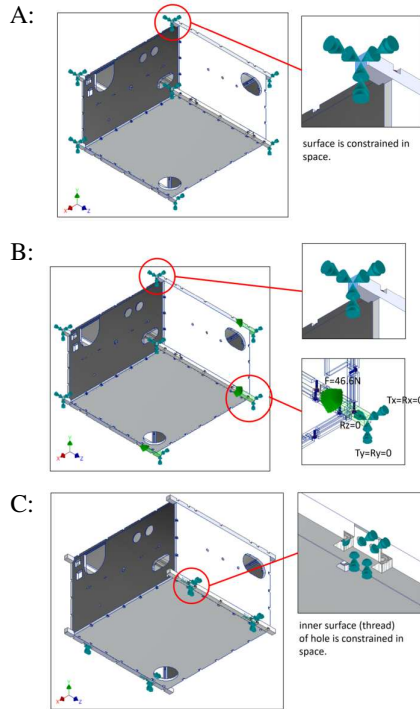 A:
surface is constrained in
space.
B:
F=46.6N
Tx=Rx=0
Rz=0
Ty=Ry=0
C:
inner surface (thread)
of hole is constrained in
space.